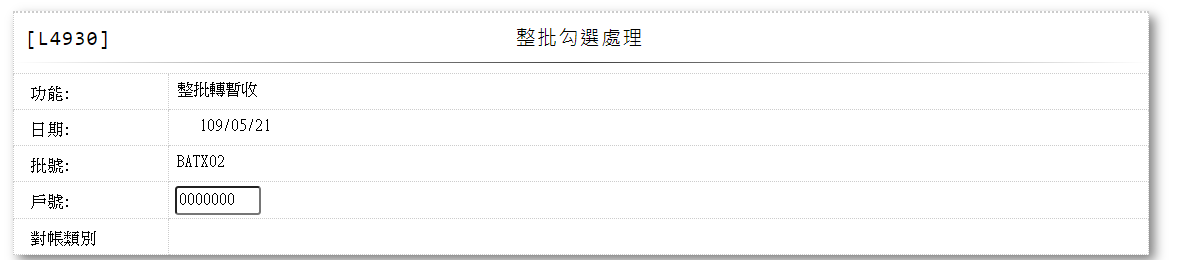 [L4930] 整批勾選處理
功能: 整批轉暫收
日期: 109/05/21
批號: BATX02
戶號: 0000000
對帳類別